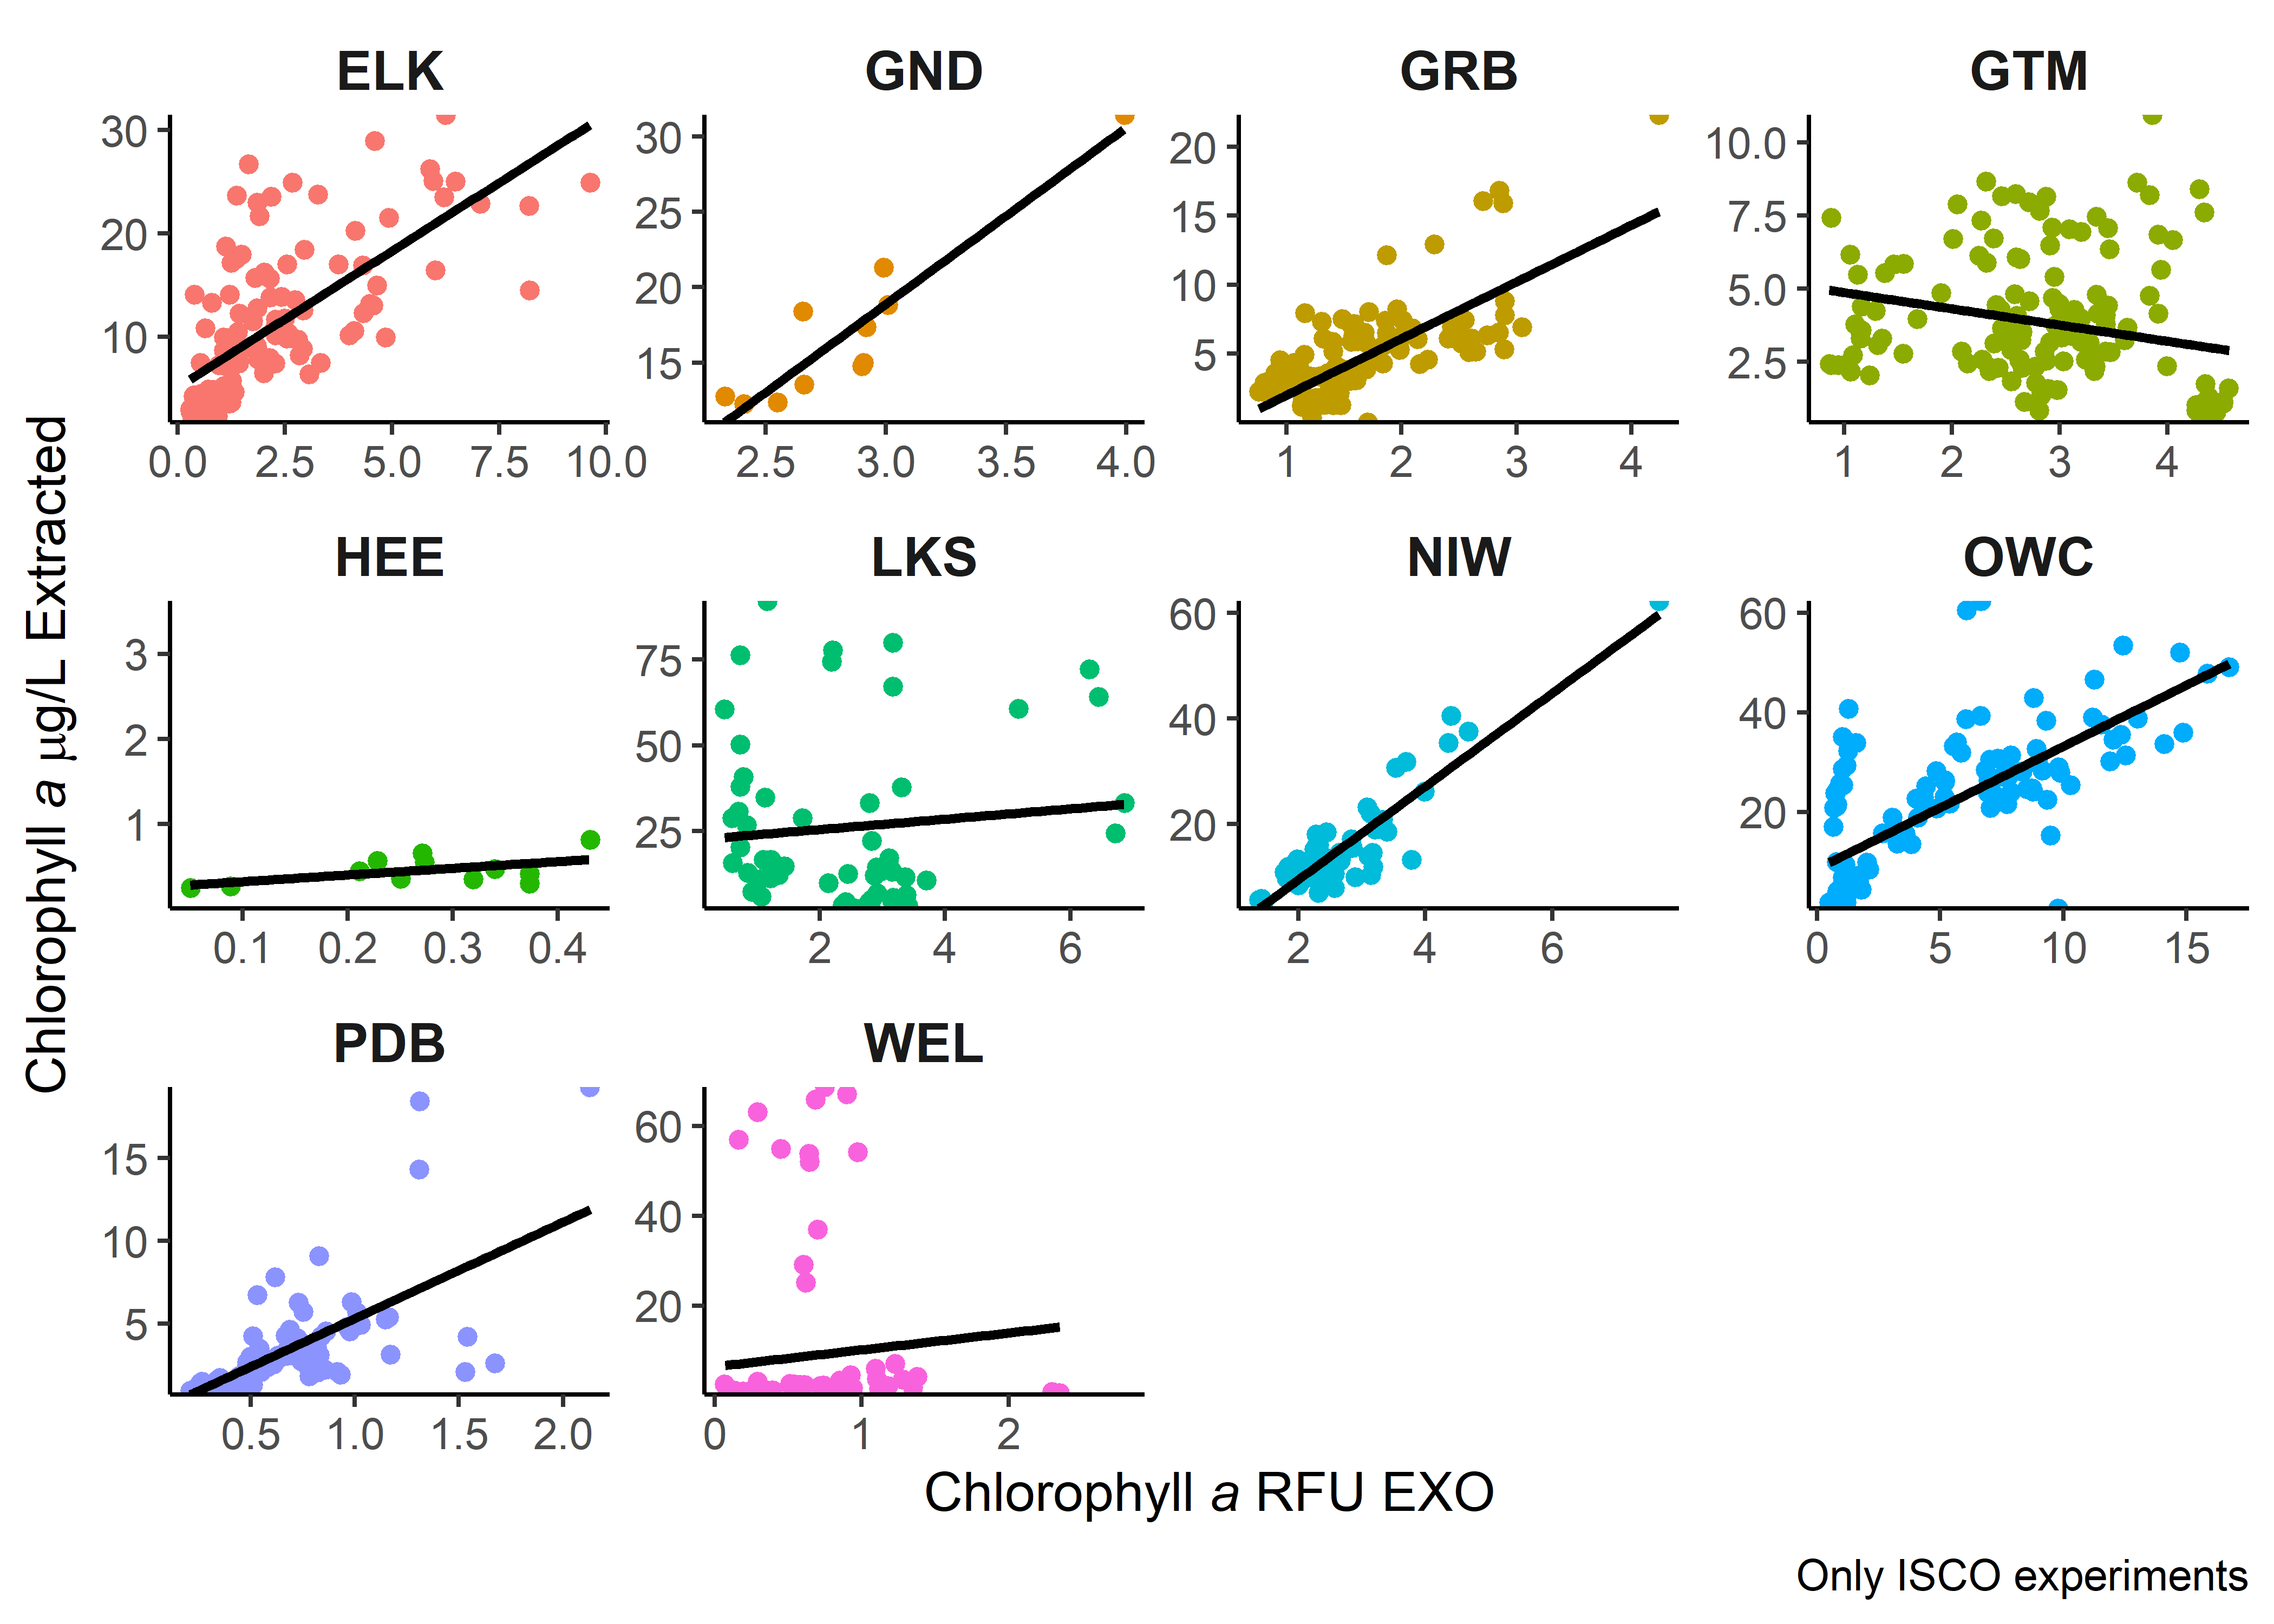 ELK GND GRB GTM
30 20 10
0.0 2.5 5.0 7.5 10.0
30 25 20 15
2.5 3.0 3.5 4.0
20 15 10 5
1 2 3 4
10.0 7.5 5.0 2.5
1 2 3 4
Chlorophyll a µg/L Extracted
HEE LKS NIW OWC
3 2 1
0.1 0.2 0.3 0.4
75 50 25
2 4 6
60 40 20
2 4 6
60 40 20
0 5 10 15
PDB WEL
15 10 5
0.5 1.0 1.5 2.0
60 40 20
0 1 2
Chlorophyll a RFU EXO
Only ISCO experiments